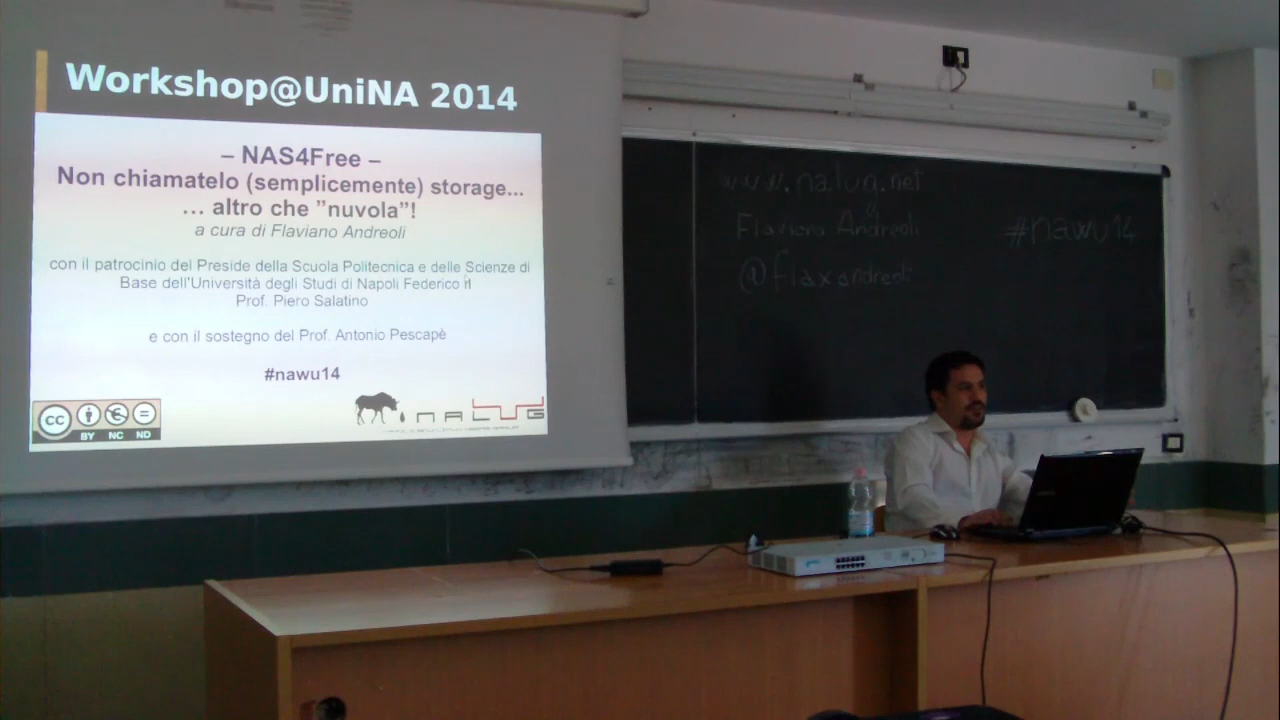 Workshop@UniNA 2014
– NAS4Free –
Non chiamatelo (semplicemente) storage...
... altro che ”nuvola”!
a cura di Flaviano Andreoli
con il patrocinio del Preside della Scuola Politecnica e delle Scienze di
Base dell'Università degli Studi di Napoli Federico II
Prof. Piero Salatino
e con il sostegno del Prof. Antonio Pescapè
#nawu14
CC BY NC ND
NALUG
www.nalug.net
Flaviano Andreoli
#nawu14
@flaxandreoli